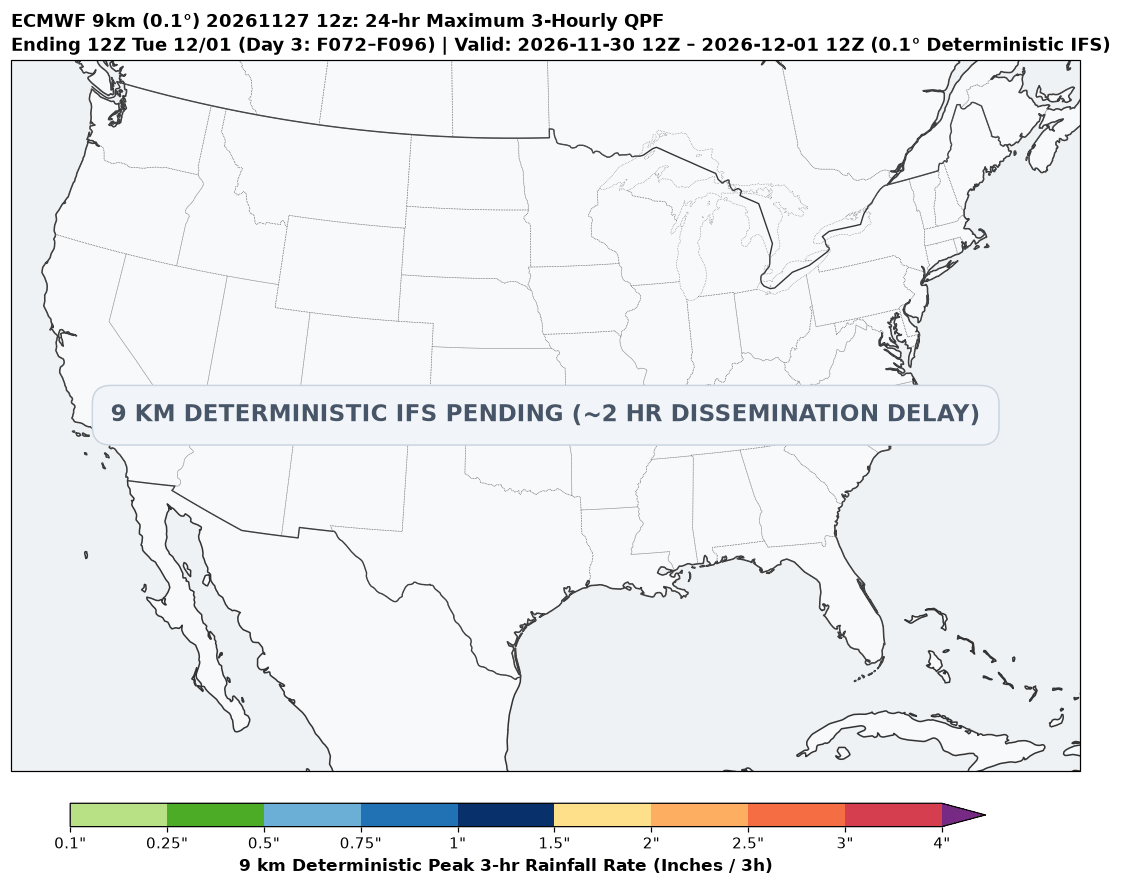 ECMWF 9km (0.1°) 20261127 12z: 24-hr Maximum 3-Hourly QPF
Ending 12Z Tue 12/01 (Day 3: F072–F096) | Valid: 2026-11-30 12Z – 2026-12-01 12Z (0.1° Deterministic IFS)
9 KM DETERMINISTIC IFS PENDING (~2 HR DISSEMINATION DELAY)
0.1" 0.25" 0.5" 0.75" 1" 1.5" 2" 2.5" 3" 4"
9 km Deterministic Peak 3-hr Rainfall Rate (Inches / 3h)